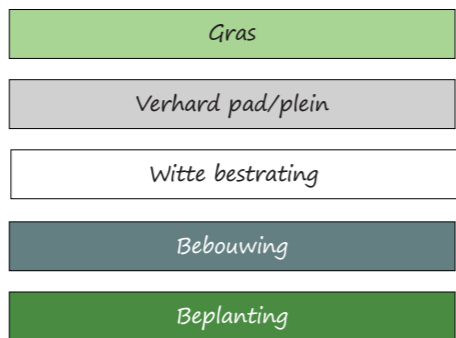 Gras
Verhard pad/plein
Witte bestrating
Bebouwing
Beplanting